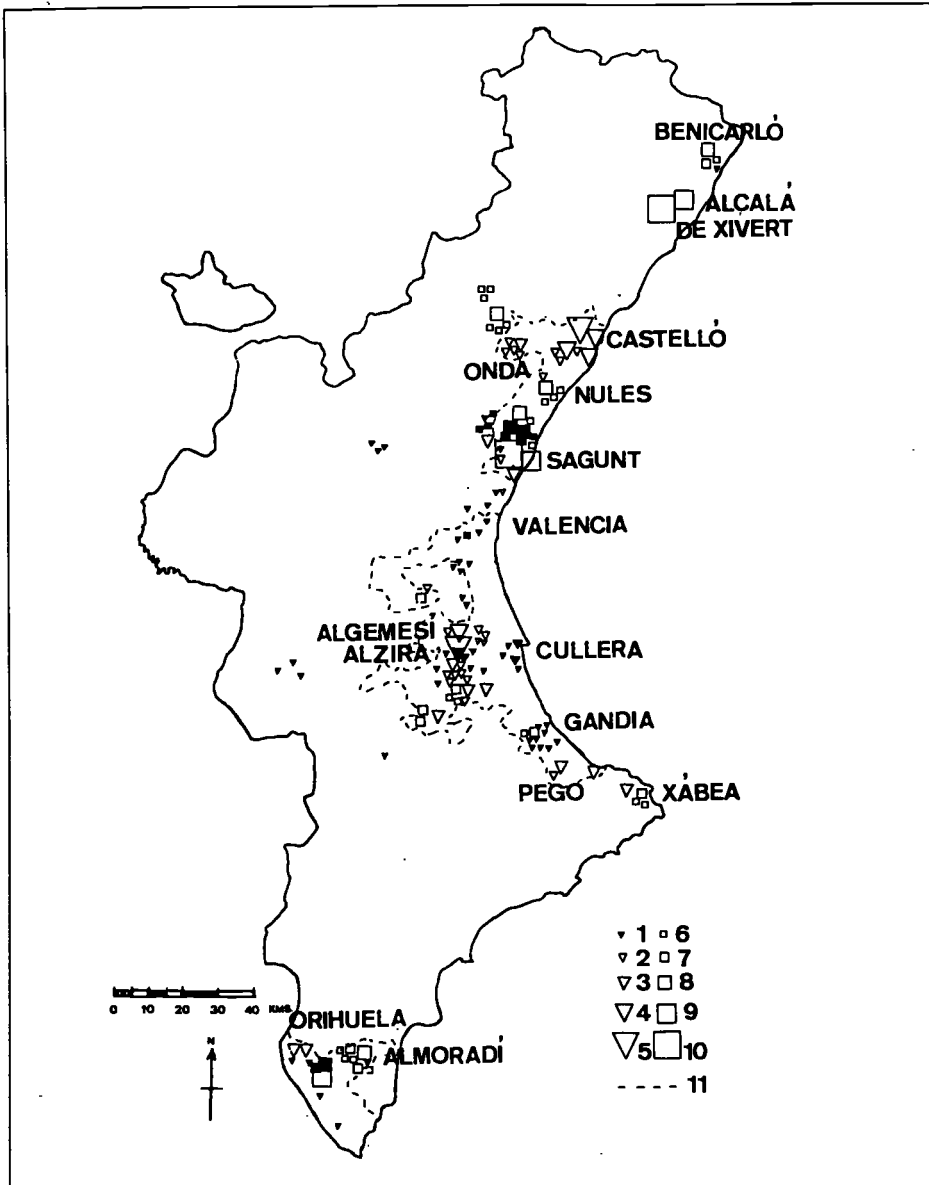 BENICARLÓ
ALCALÁ
DE XIVERT
CASTELLÓ
ONDA
NULES
SAGUNT
VALENCIA
ALGEMESÍ
ALZIRA
CULLERA
GANDIA
PEGO
XÁBEA
1 6
2 7
3 8
4 9
5 10
11
0 10 20 30 40 KMS.
ORIHUELA
N
ALMORADÍ